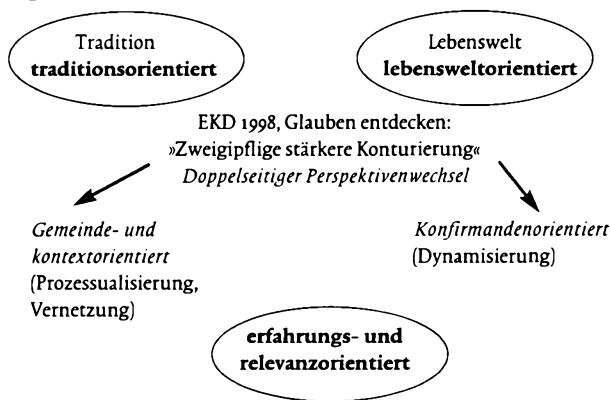 Tradition
traditionsorientiert
Lebenswelt
lebensweltorientiert
EKD 1998, Glauben entdecken:
»Zweigipflige stärkere Konturierung«
Doppelseitiger Perspektivenwechsel
Gemeinde- und
kontextorientiert
(Prozessualisierung,
Vernetzung)
Konfirmandenorientiert
(Dynamisierung)
erfahrungs- und
relevanzorientiert